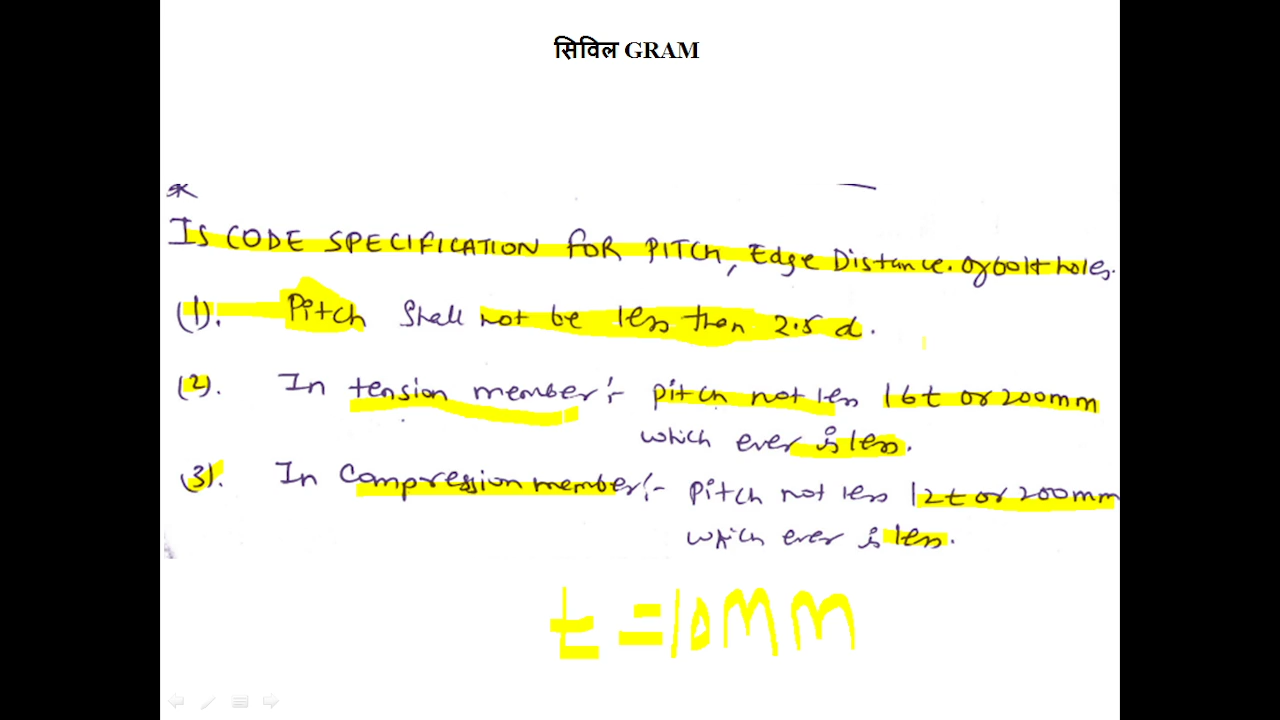 सिविल GRAM
IS CODE SPECIFICATION FOR PITCH, Edge Distance. of bolt holes.
(1). Pitch shall not be less then 2.5 d.
(2). In tension member:- pitch not less 16t or 200mm
which ever is less.
(3). In Compression member:- pitch not less 12t or 200mm
which ever is less.
t = 10MM